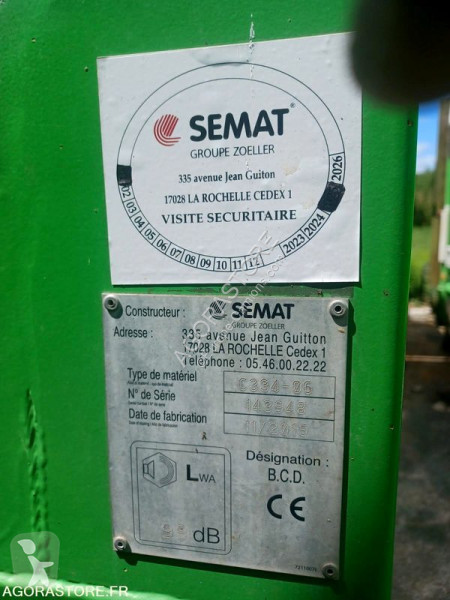 SEMAT®
GROUPE ZOELLER
335 avenue Jean Guiton
17028 LA ROCHELLE CEDEX 1
VISITE SECURITAIRE
02 03 04 05 06 07 08 09 10 11 12 2023 2024 2026
Constructeur : SEMAT
GROUPE ZOELLER
Adresse : 335 avenue Jean Guitton
17028 LA ROCHELLE Cedex 1
Téléphone : 05.46.00.22.22
Type de matériel
N° de Série
Date de fabrication
LWA
dB
Désignation :
B.C.D.
CE
AGORASTORE
AGORASTORE.FR